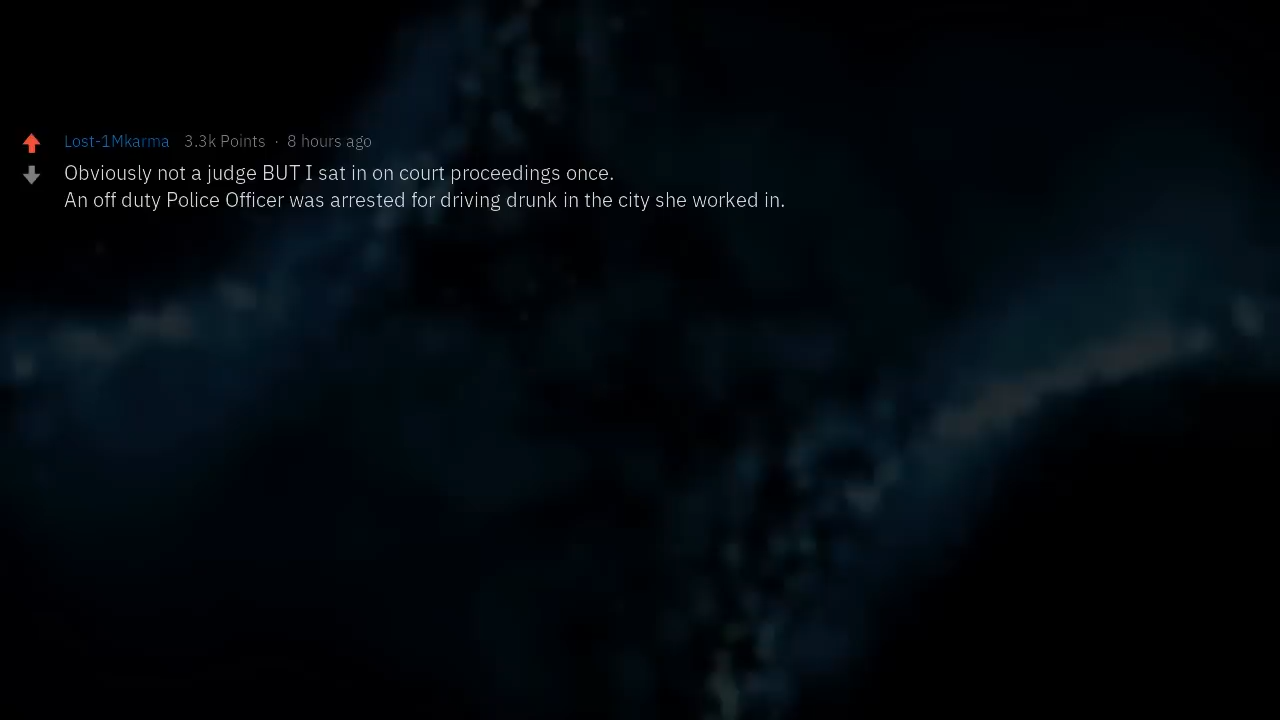 Lost-1Mkarma 3.3k Points · 8 hours ago
Obviously not a judge BUT I sat in on court proceedings once.
An off duty Police Officer was arrested for driving drunk in the city she worked in.